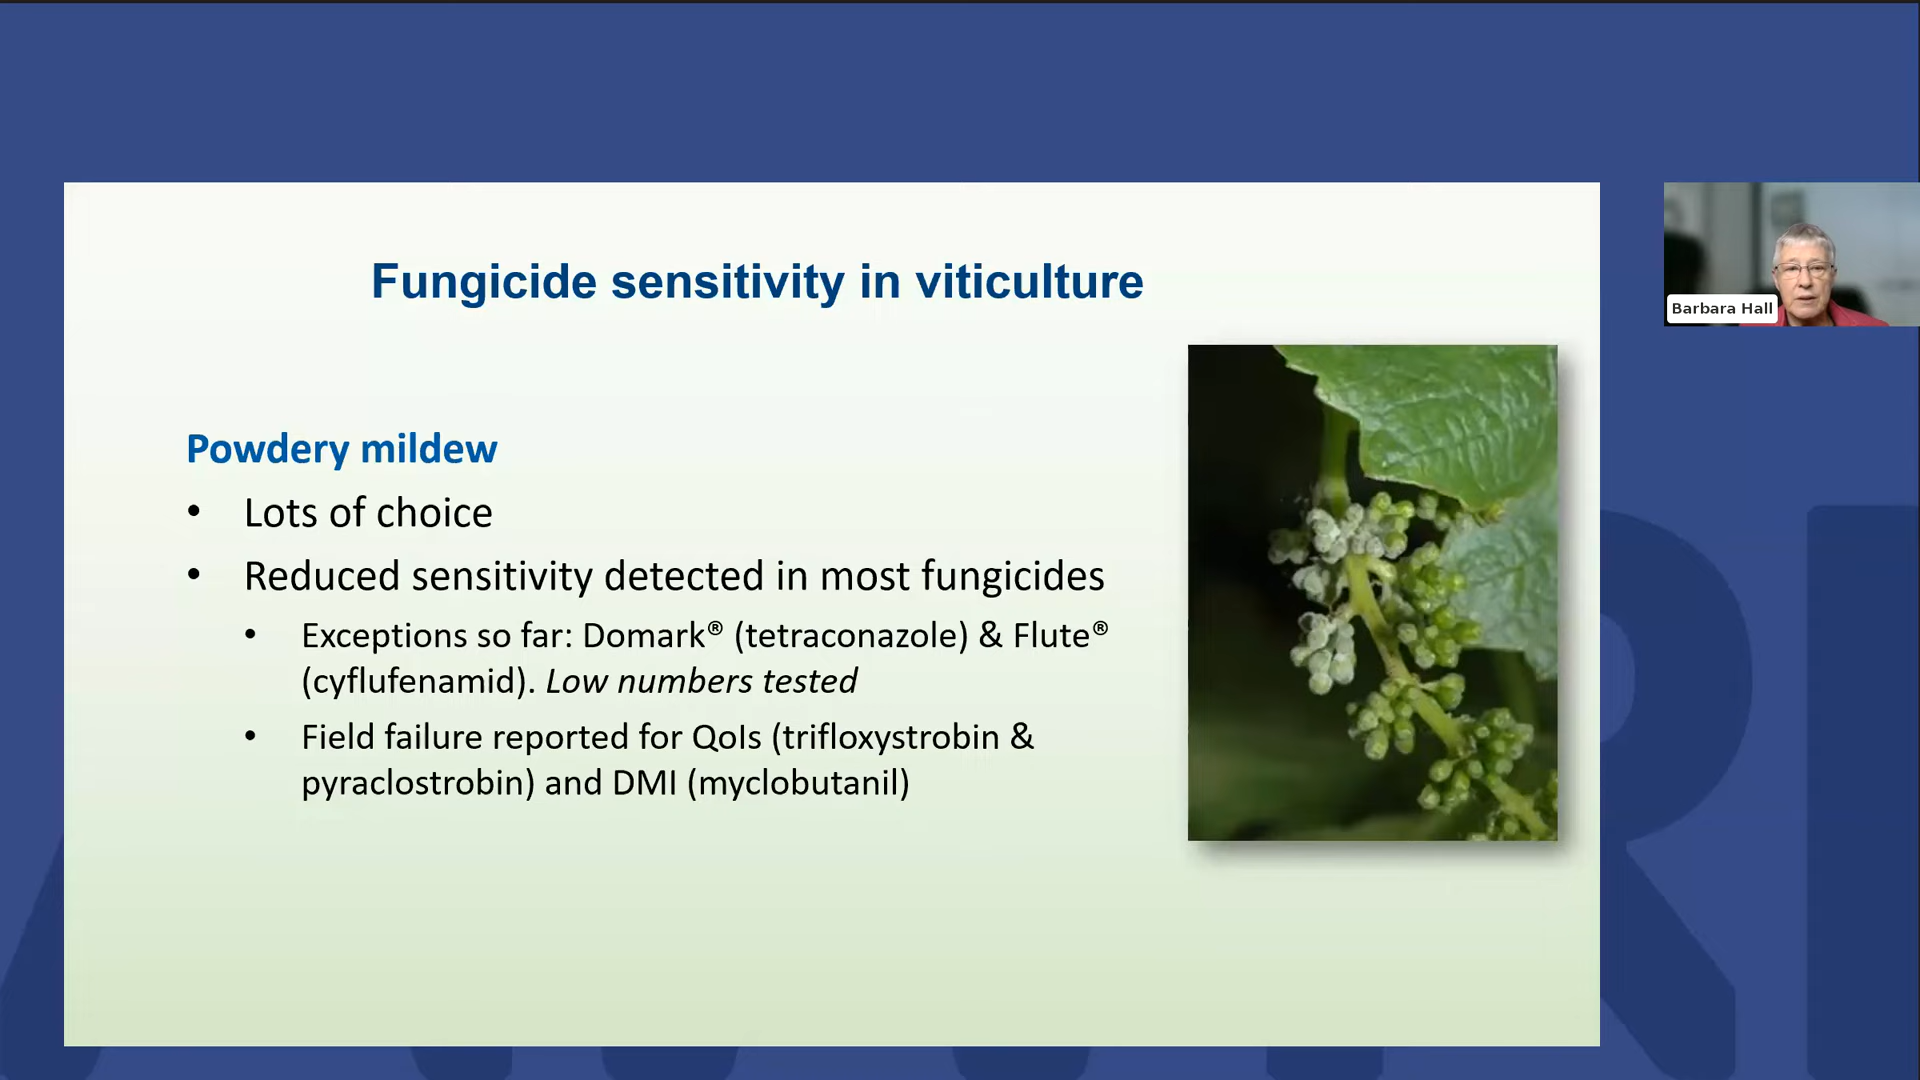 Fungicide sensitivity in viticulture
Barbara Hall
Powdery mildew
• Lots of choice
• Reduced sensitivity detected in most fungicides
• Exceptions so far: Domark® (tetraconazole) & Flute®
(cyflufenamid). Low numbers tested
• Field failure reported for QoIs (trifloxystrobin &
pyraclostrobin) and DMI (myclobutanil)